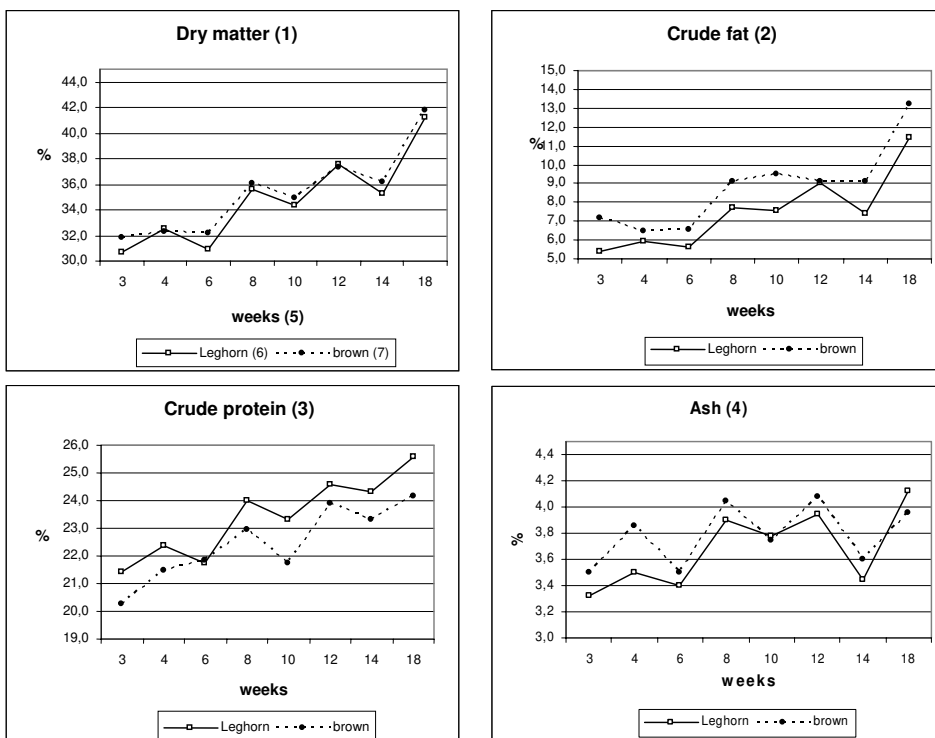 Dry matter (1)
44,0
42,0
40,0
%
38,0
36,0
34,0
32,0
30,0
3 4 6 8 10 12 14 18
weeks (5)
Leghorn (6) brown (7)
Crude fat (2)
15,0
14,0
13,0
12,0
%
11,0
10,0
9,0
8,0
7,0
6,0
5,0
3 4 6 8 10 12 14 18
weeks
Leghorn brown
Crude protein (3)
26,0
25,0
24,0
23,0
%
22,0
21,0
20,0
19,0
3 4 6 8 10 12 14 18
weeks
Leghorn brown
Ash (4)
4,4
4,2
4,0
3,8
%
3,6
3,4
3,2
3,0
3 4 6 8 10 12 14 18
weeks
Leghorn brown